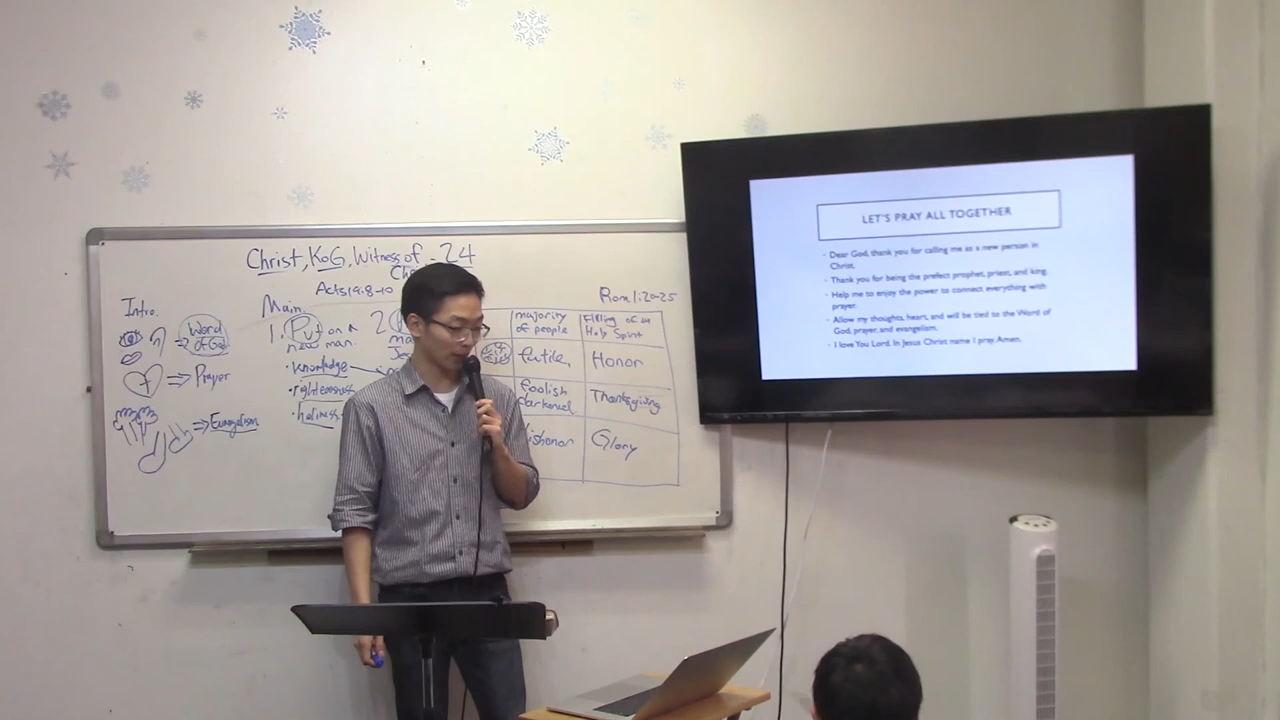 Christ, KoG, Witness of - 24
Acts 19:8-10
Rom 1:20-25
Intro.
Word
of God
=> Prayer
=> Evangelism
Main
1. Put on a
new man.
• knowledge
• righteousness
• holiness
2
majority
of people
Filling of the
Holy Spirit
futile
Honor
foolish
darkened
Thanksgiving
Glory
LET'S PRAY ALL TOGETHER
• Dear God, thank you for calling me as a new person in
Christ.
• Thank you for being the prefect prophet, priest, and king.
• Help me to enjoy the power to connect everything with
prayer.
• Allow my thoughts, heart, and will be tied to the Word of
God, prayer, and evangelism.
• I love You Lord. In Jesus Christ name I pray. Amen.